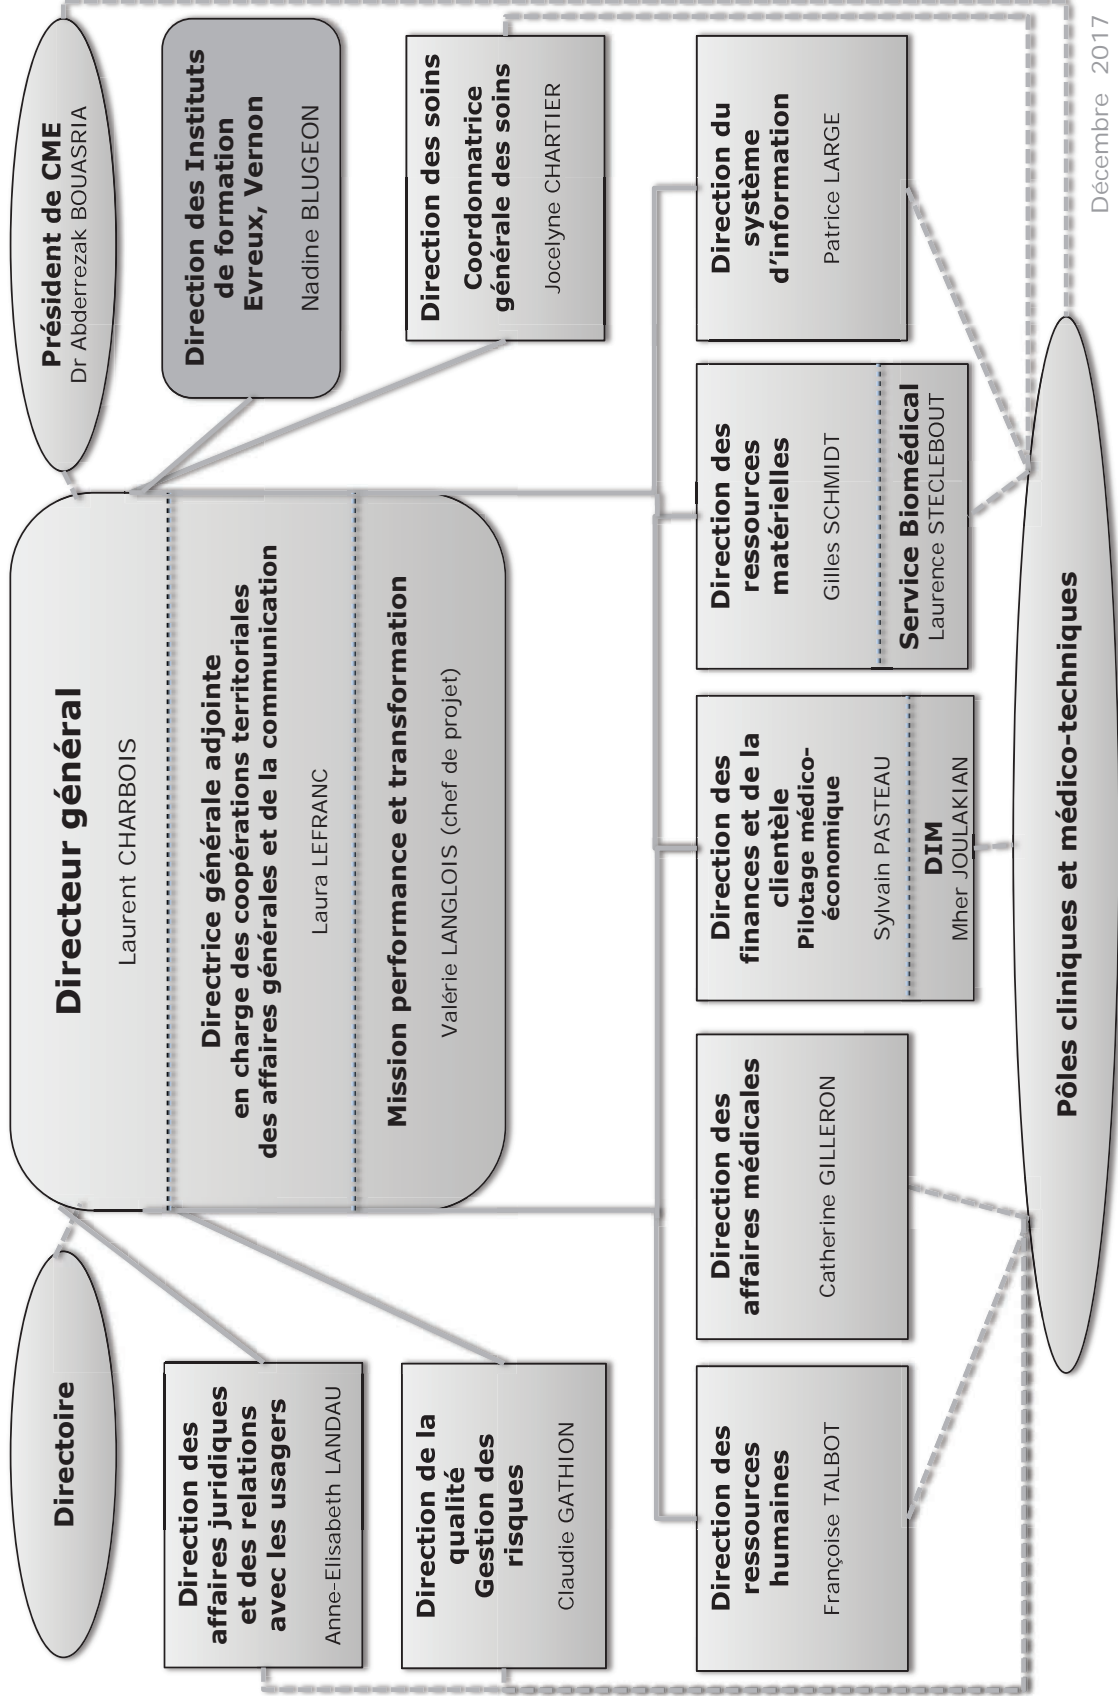 Directoire
Directeur général
Laurent CHARBOIS
Directrice générale adjointe
en charge des coopérations territoriales
des affaires générales et de la communication
Laura LEFRANC
Mission performance et transformation
Valérie LANGLOIS (chef de projet)
Président de CME
Dr Abderrezak BOUASRIA
Direction des
affaires juridiques
et des relations
avec les usagers
Anne-Elisabeth LANDAU
Direction des Instituts
de formation
Evreux, Vernon
Nadine BLUGEON
Direction de la
qualité
Gestion des
risques
Claudie GATHION
Direction des soins
Coordonnatrice
générale des soins
Jocelyne CHARTIER
Direction des
ressources
humaines
Françoise TALBOT
Direction des
affaires médicales
Catherine GILLERON
Direction des
finances et de la
clientèle
Pilotage médico-
économique
Sylvain PASTEAU
DIM
Mher JOULAKIAN
Direction des
ressources
matérielles
Gilles SCHMIDT
Service Biomédical
Laurence STECLEBOUT
Direction du
système
d’information
Patrice LARGE
Pôles cliniques et médico-techniques
Décembre 2017